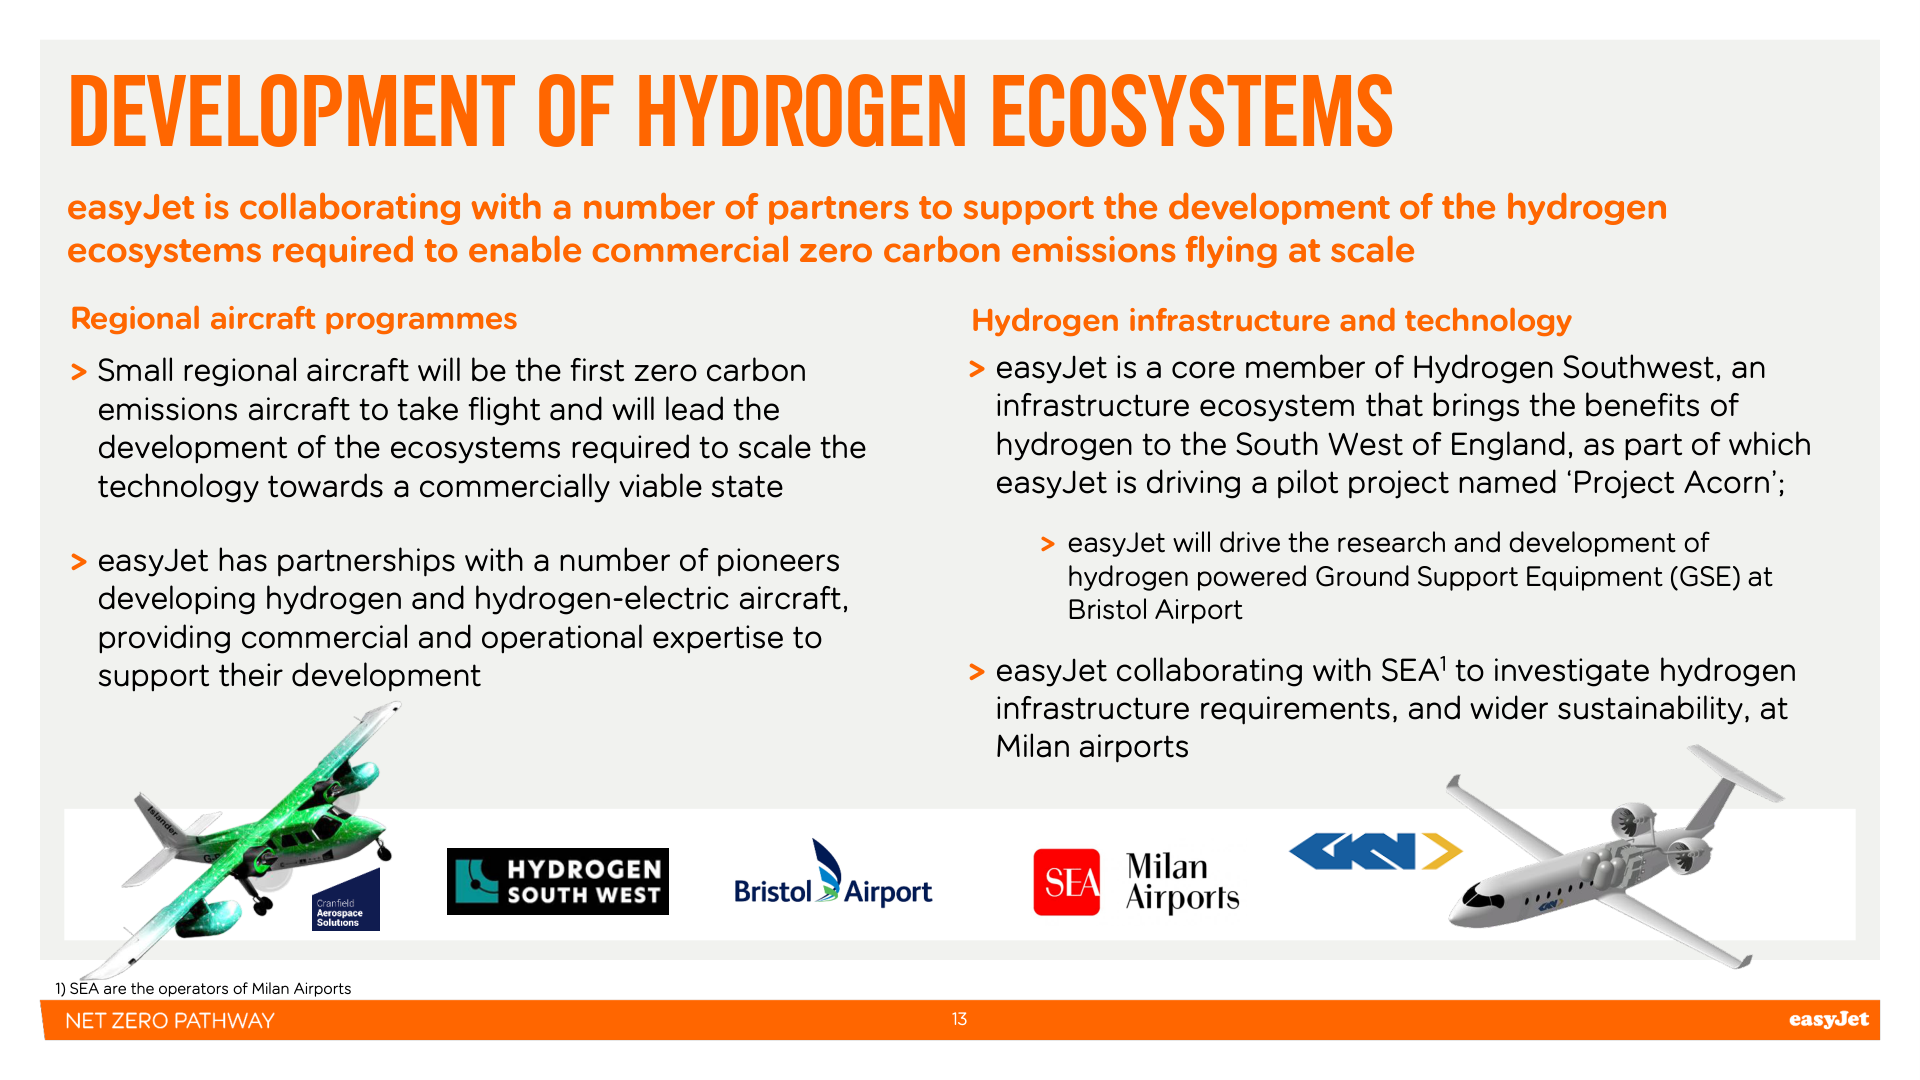 DEVELOPMENT OF HYDROGEN ECOSYSTEMS
easyJet is collaborating with a number of partners to support the development of the hydrogen
ecosystems required to enable commercial zero carbon emissions flying at scale
Regional aircraft programmes
> Small regional aircraft will be the first zero carbon
emissions aircraft to take flight and will lead the
development of the ecosystems required to scale the
technology towards a commercially viable state
> easyJet has partnerships with a number of pioneers
developing hydrogen and hydrogen-electric aircraft,
providing commercial and operational expertise to
support their development
Hydrogen infrastructure and technology
> easyJet is a core member of Hydrogen Southwest, an
infrastructure ecosystem that brings the benefits of
hydrogen to the South West of England, as part of which
easyJet is driving a pilot project named ‘Project Acorn’;
> easyJet will drive the research and development of
hydrogen powered Ground Support Equipment (GSE) at
Bristol Airport
> easyJet collaborating with SEA¹ to investigate hydrogen
infrastructure requirements, and wider sustainability, at
Milan airports
Islander
Cranfield
Aerospace
Solutions
HYDROGEN
SOUTH WEST
Bristol Airport
SEA
Milan
Airports
GKN
GKN
1) SEA are the operators of Milan Airports
NET ZERO PATHWAY
13
easyJet